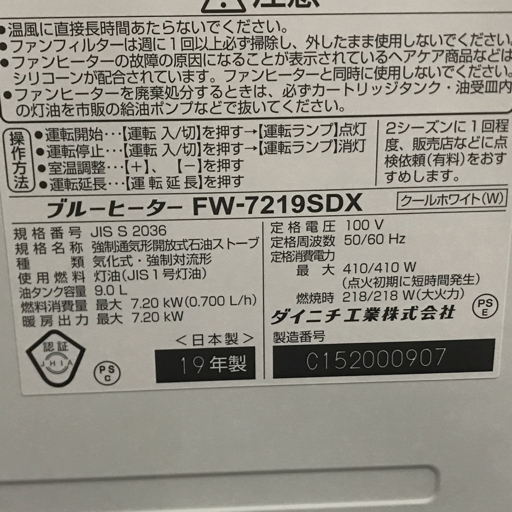 注意
●温風に直接長時間あたらないでください。
●ファンフィルターは週に1回以上必ず掃除し、外したまま使用しないでください。
●ファンヒーターの故障の原因になることが表示されているヘアケア商品などは
シリコーンが配合されています。ファンヒーターと同時に使用しないでください。
●ファンヒーターを廃棄処分するときは、必ずカートリッジタンク・油受皿内
の灯油を市販の給油ポンプなどで抜いてください。
操作方法
●運転開始…【運転 入/切】を押す→【運転ランプ】点灯
●運転停止…【運転 入/切】を押す→【運転ランプ】消灯
●室温調整…【+】、【−】を押す
●運転延長…【運転延長】を押す
2シーズンに1回程
度、販売店などに点
検依頼(有料)をおす
すめします。
ブルーヒーター FW-7219SDX クールホワイト(W)
規格番号 JIS S 2036
規格名称 強制通気形開放式石油ストーブ
種類 気化式・強制対流形
使用燃料 灯油(JIS1号灯油)
油タンク容量 9.0 L
燃料消費量 最大 7.20 kW(0.700 L/h)
暖房出力 最大 7.20 kW
定格電圧 100 V
定格周波数 50/60 Hz
定格消費電力
最大 410/410 W
(点火初期に短時間発生)
燃焼時 218/218 W(大火力)
PS
E
ダイニチ工業株式会社
認証
JHIA
PS
C
<日本製>
19年製
製造番号
C152000907